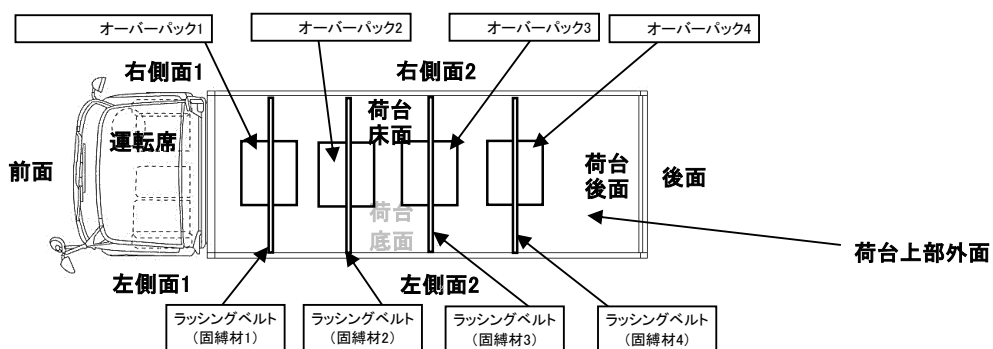 オーバーパック1
オーバーパック2
オーバーパック3
オーバーパック4
右側面1
右側面2
荷台
床面
運転席
前面
荷台
後面
後面
荷台
底面
荷台上部外面
左側面1
左側面2
ラッシングベルト
（固縛材1）
ラッシングベルト
（固縛材2）
ラッシングベルト
（固縛材3）
ラッシングベルト
（固縛材4）